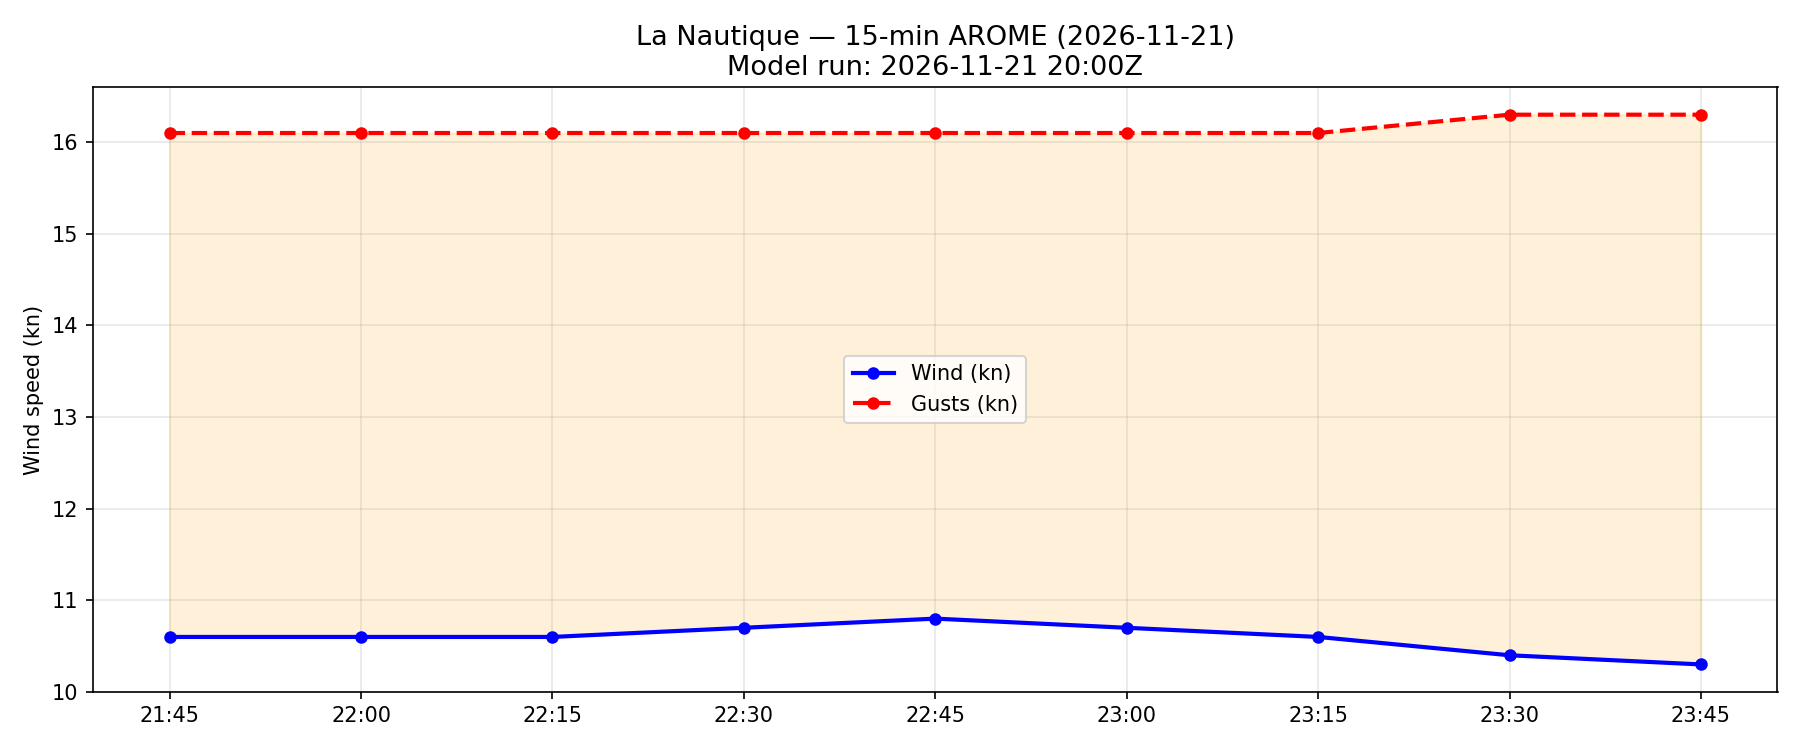 La Nautique — 15-min AROME (2026-11-21)
Model run: 2026-11-21 20:00Z
Wind speed (kn)
16
15
14
13
12
11
10
Wind (kn)
Gusts (kn)
21:45 22:00 22:15 22:30 22:45 23:00 23:15 23:30 23:45